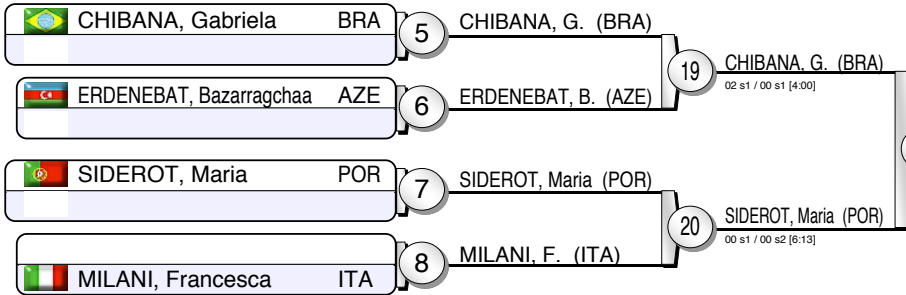 CHIBANA, Gabriela BRA
5
CHIBANA, G. (BRA)
19
CHIBANA, G. (BRA)
02 s1 / 00 s1 [4:00]
ERDENEBAT, Bazarragchaa AZE
6
ERDENEBAT, B. (AZE)
SIDEROT, Maria POR
7
SIDEROT, Maria (POR)
20
SIDEROT, Maria (POR)
00 s1 / 00 s2 [6:13]
MILANI, Francesca ITA
8
MILANI, F. (ITA)